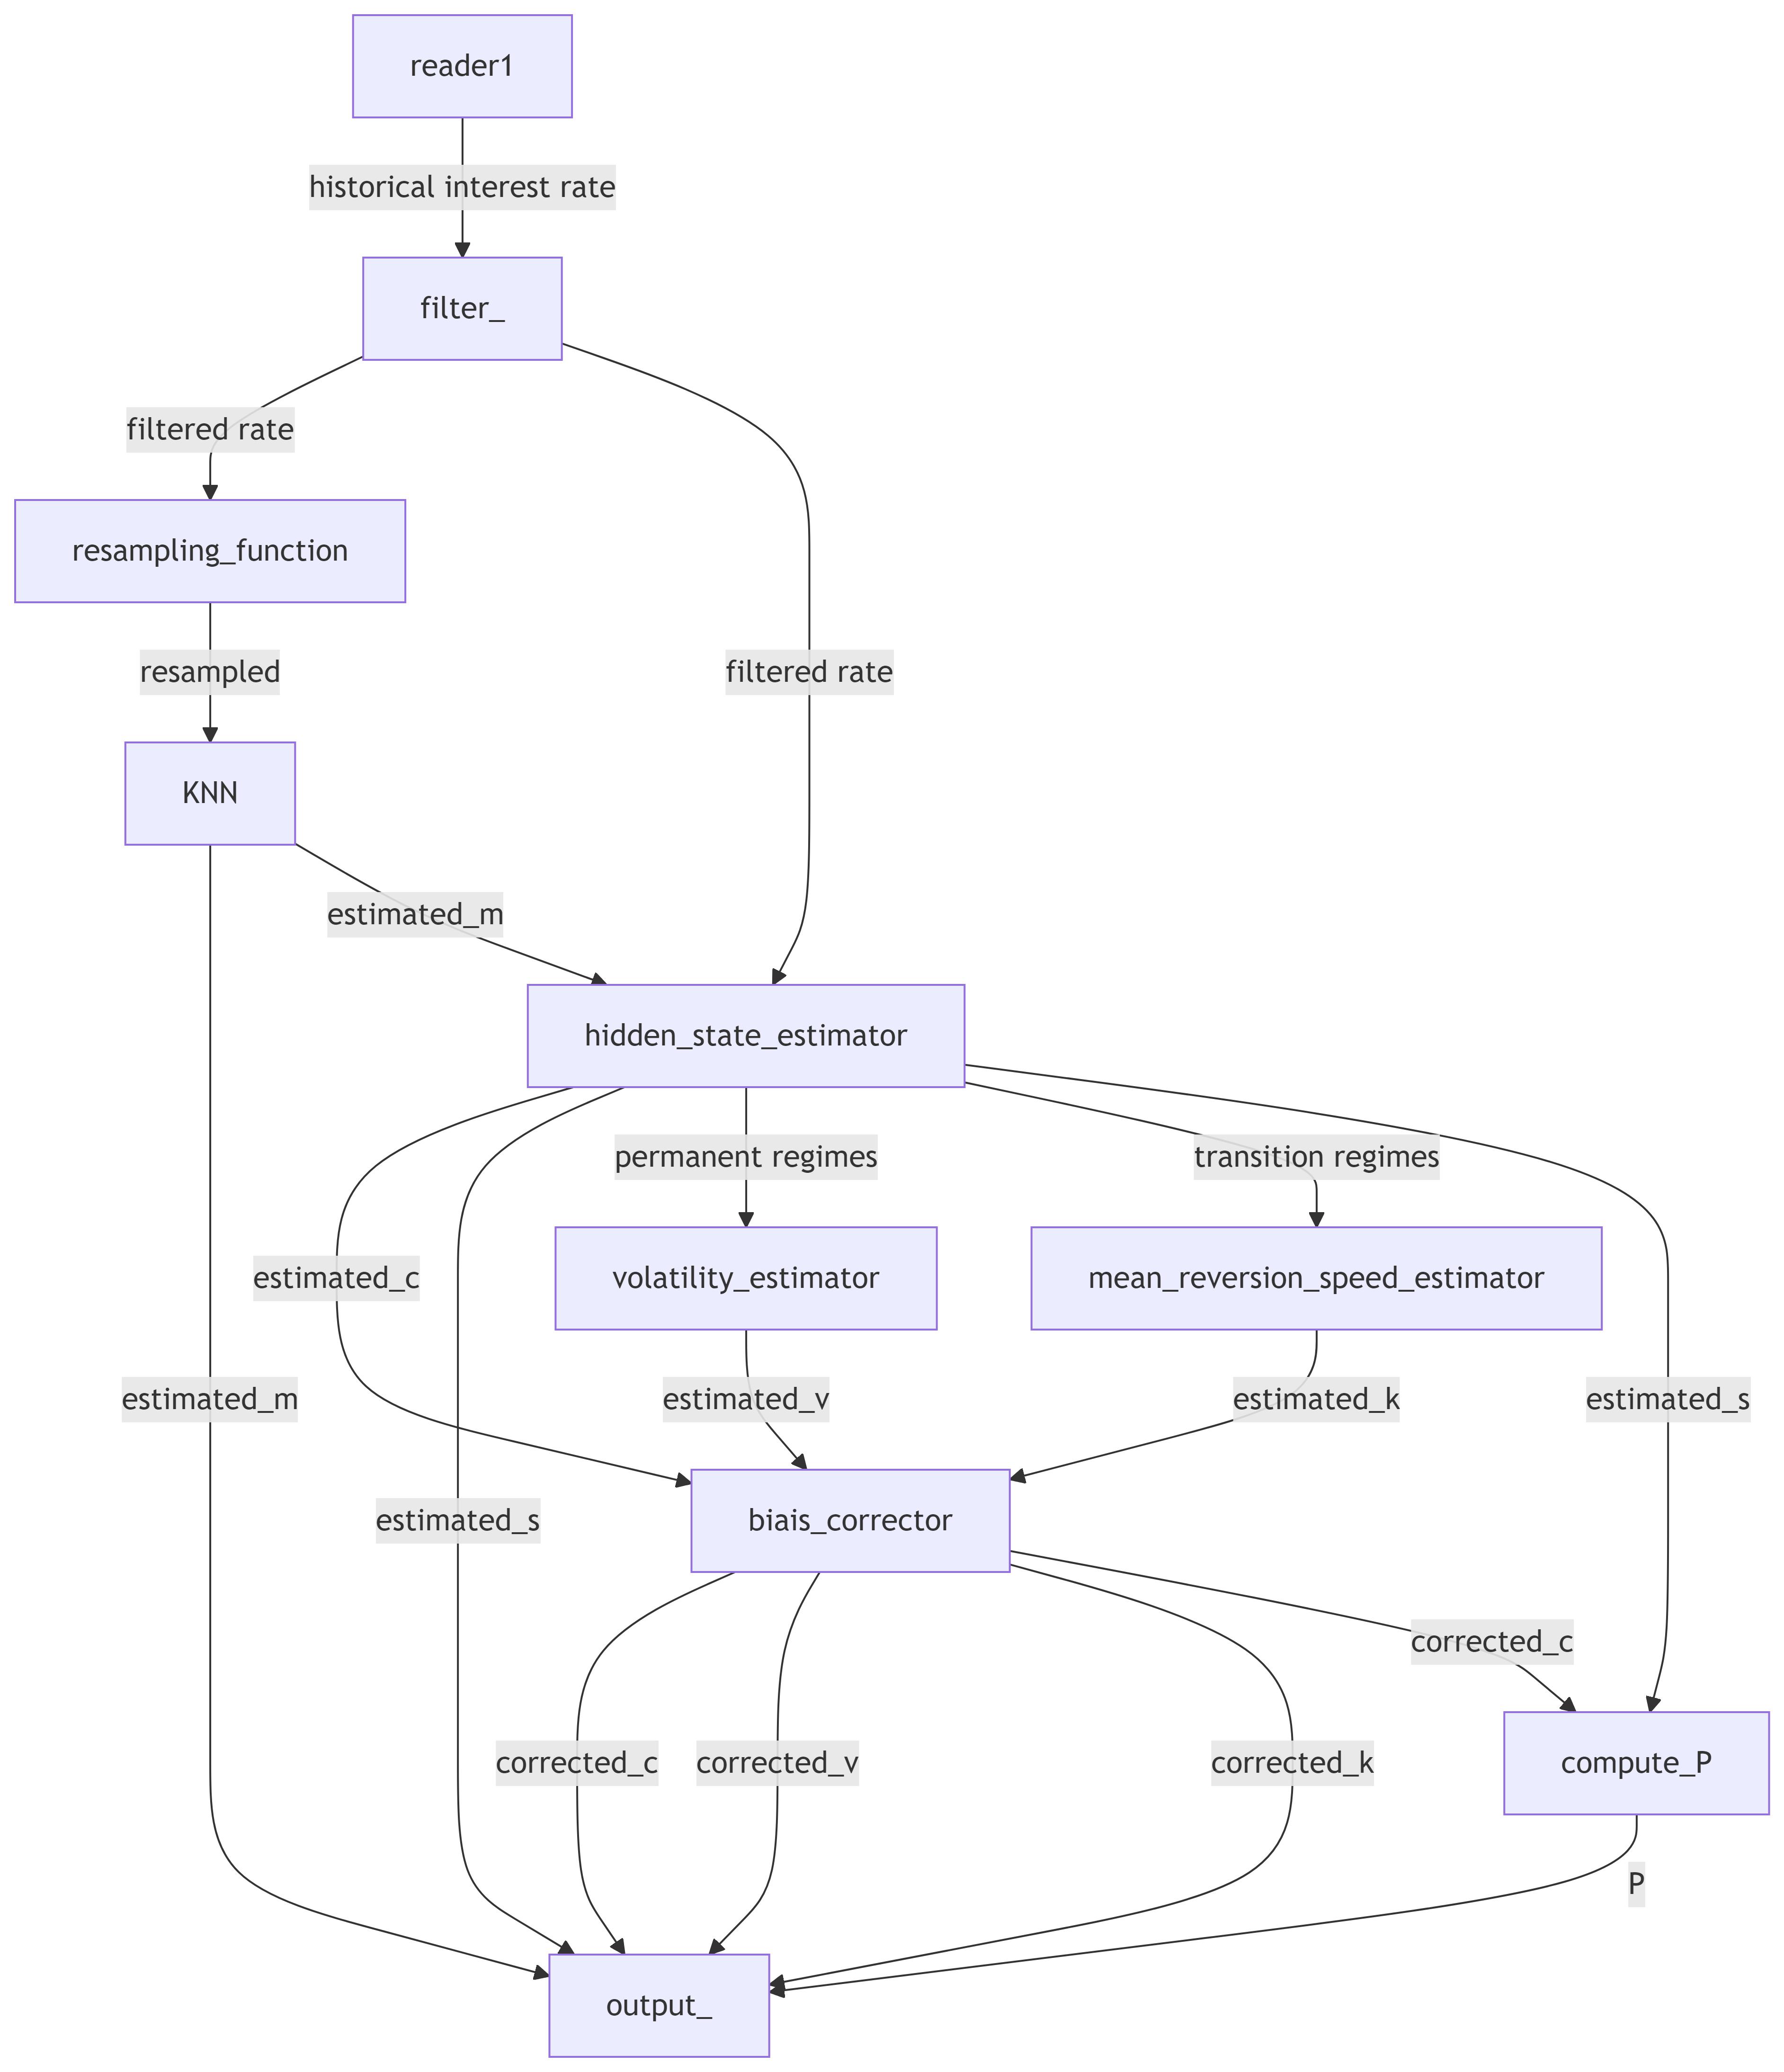 reader1
historical interest rate
filter_
filtered rate
resampling_function
resampled
filtered rate
KNN
estimated_m
hidden_state_estimator
permanent regimes
transition regimes
estimated_c
volatility_estimator
mean_reversion_speed_estimator
estimated_m
estimated_v
estimated_k
estimated_s
estimated_s
biais_corrector
corrected_c
corrected_c
corrected_v
corrected_k
compute_P
P
output_